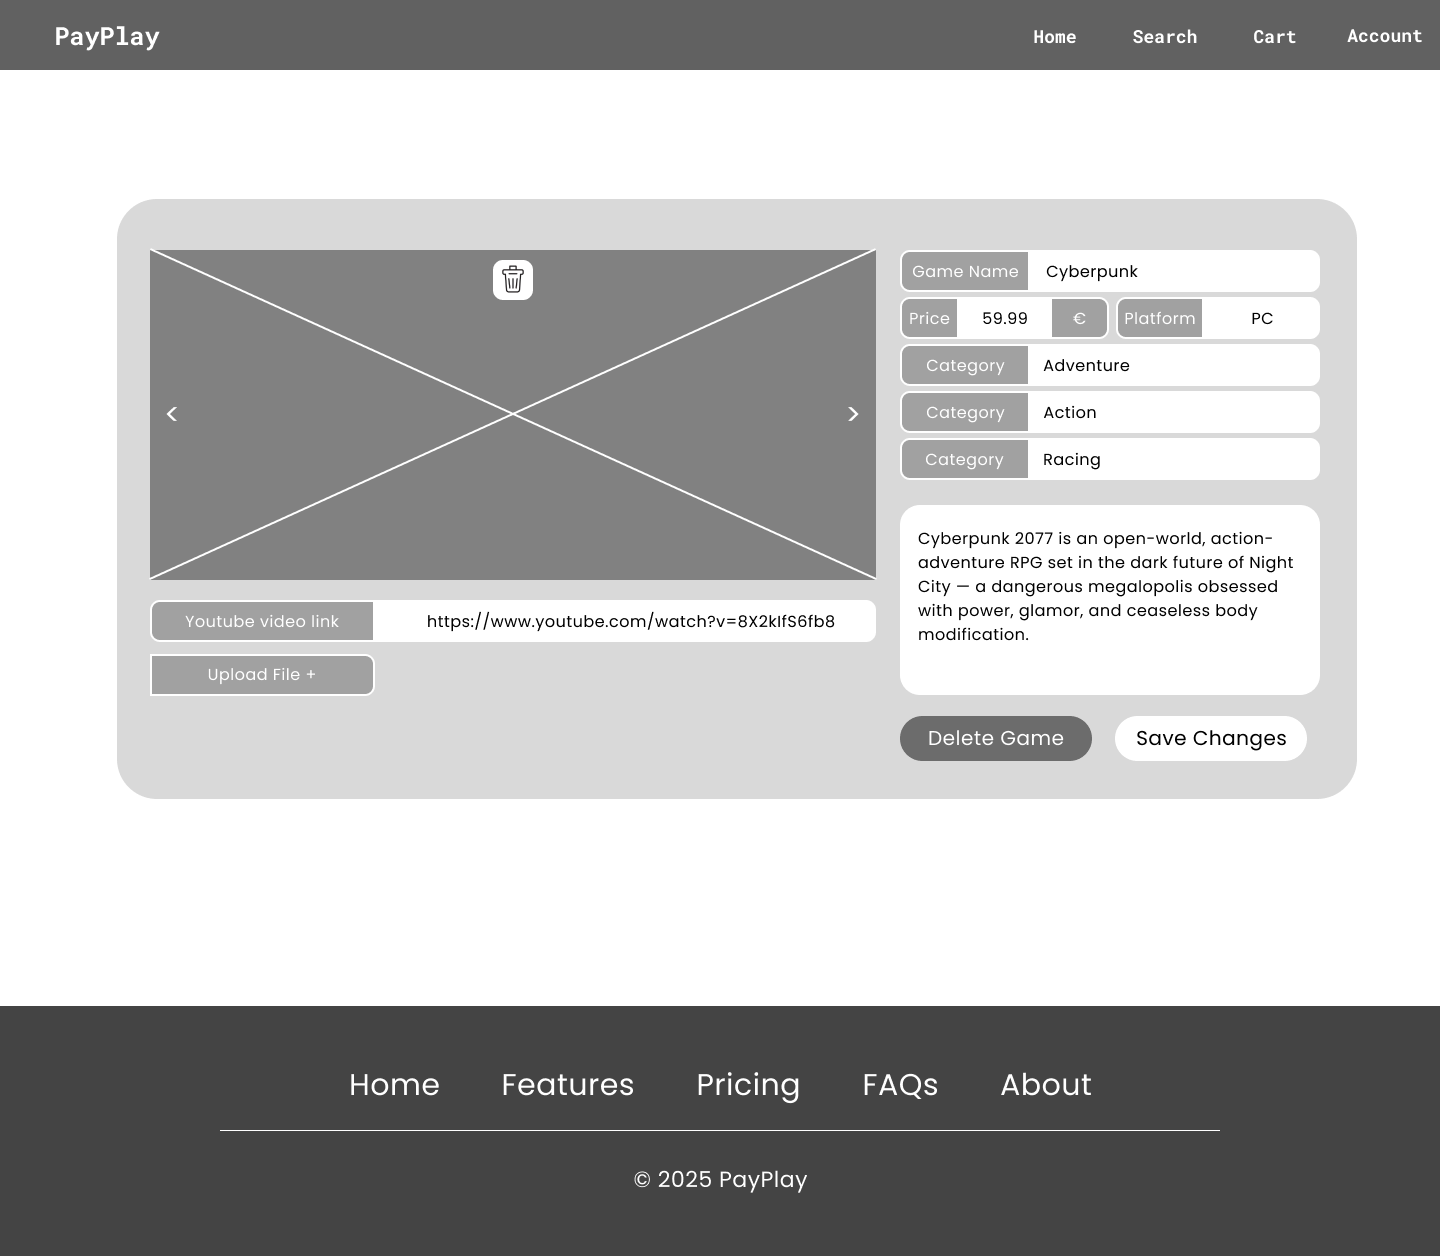 PayPlay
Home Search Cart Account
< >
Game Name Cyberpunk
Price 59.99 € Platform PC
Category Adventure
Category Action
Category Racing
Cyberpunk 2077 is an open-world, action-
adventure RPG set in the dark future of Night
City — a dangerous megalopolis obsessed
with power, glamor, and ceaseless body
modification.
Youtube video link https://www.youtube.com/watch?v=8X2kIfS6fb8
Upload File +
Delete Game Save Changes
Home Features Pricing FAQs About
© 2025 PayPlay